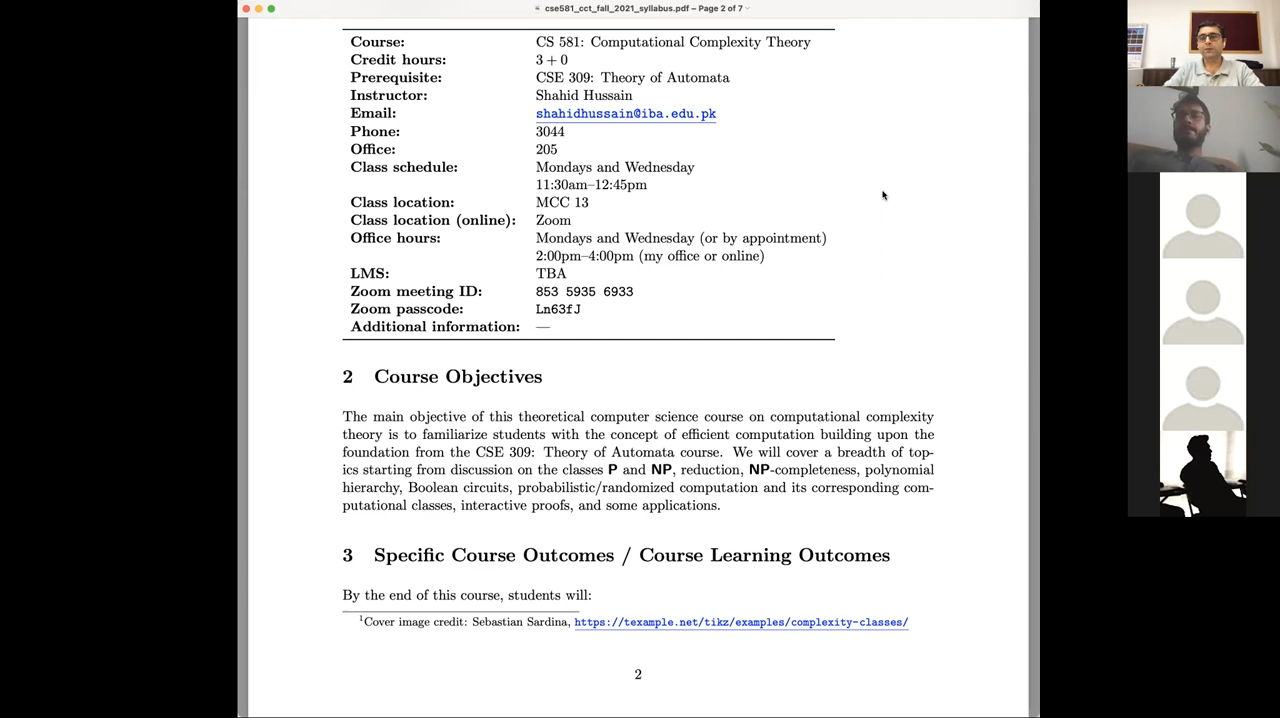 cse581_cct_fall_2021_syllabus.pdf – Page 2 of 7
Course: CS 581: Computational Complexity Theory
Credit hours: 3 + 0
Prerequisite: CSE 309: Theory of Automata
Instructor: Shahid Hussain
Email: shahidhussain@iba.edu.pk
Phone: 3044
Office: 205
Class schedule: Mondays and Wednesday
11:30am–12:45pm
Class location: MCC 13
Class location (online): Zoom
Office hours: Mondays and Wednesday (or by appointment)
2:00pm–4:00pm (my office or online)
LMS: TBA
Zoom meeting ID: 853 5935 6933
Zoom passcode: Ln63fJ
Additional information: —
2 Course Objectives
The main objective of this theoretical computer science course on computational complexity
theory is to familiarize students with the concept of efficient computation building upon the
foundation from the CSE 309: Theory of Automata course. We will cover a breadth of top-
ics starting from discussion on the classes P and NP, reduction, NP-completeness, polynomial
hierarchy, Boolean circuits, probabilistic/randomized computation and its corresponding com-
putational classes, interactive proofs, and some applications.
3 Specific Course Outcomes / Course Learning Outcomes
By the end of this course, students will:
1Cover image credit: Sebastian Sardina, https://texample.net/tikz/examples/complexity-classes/
2